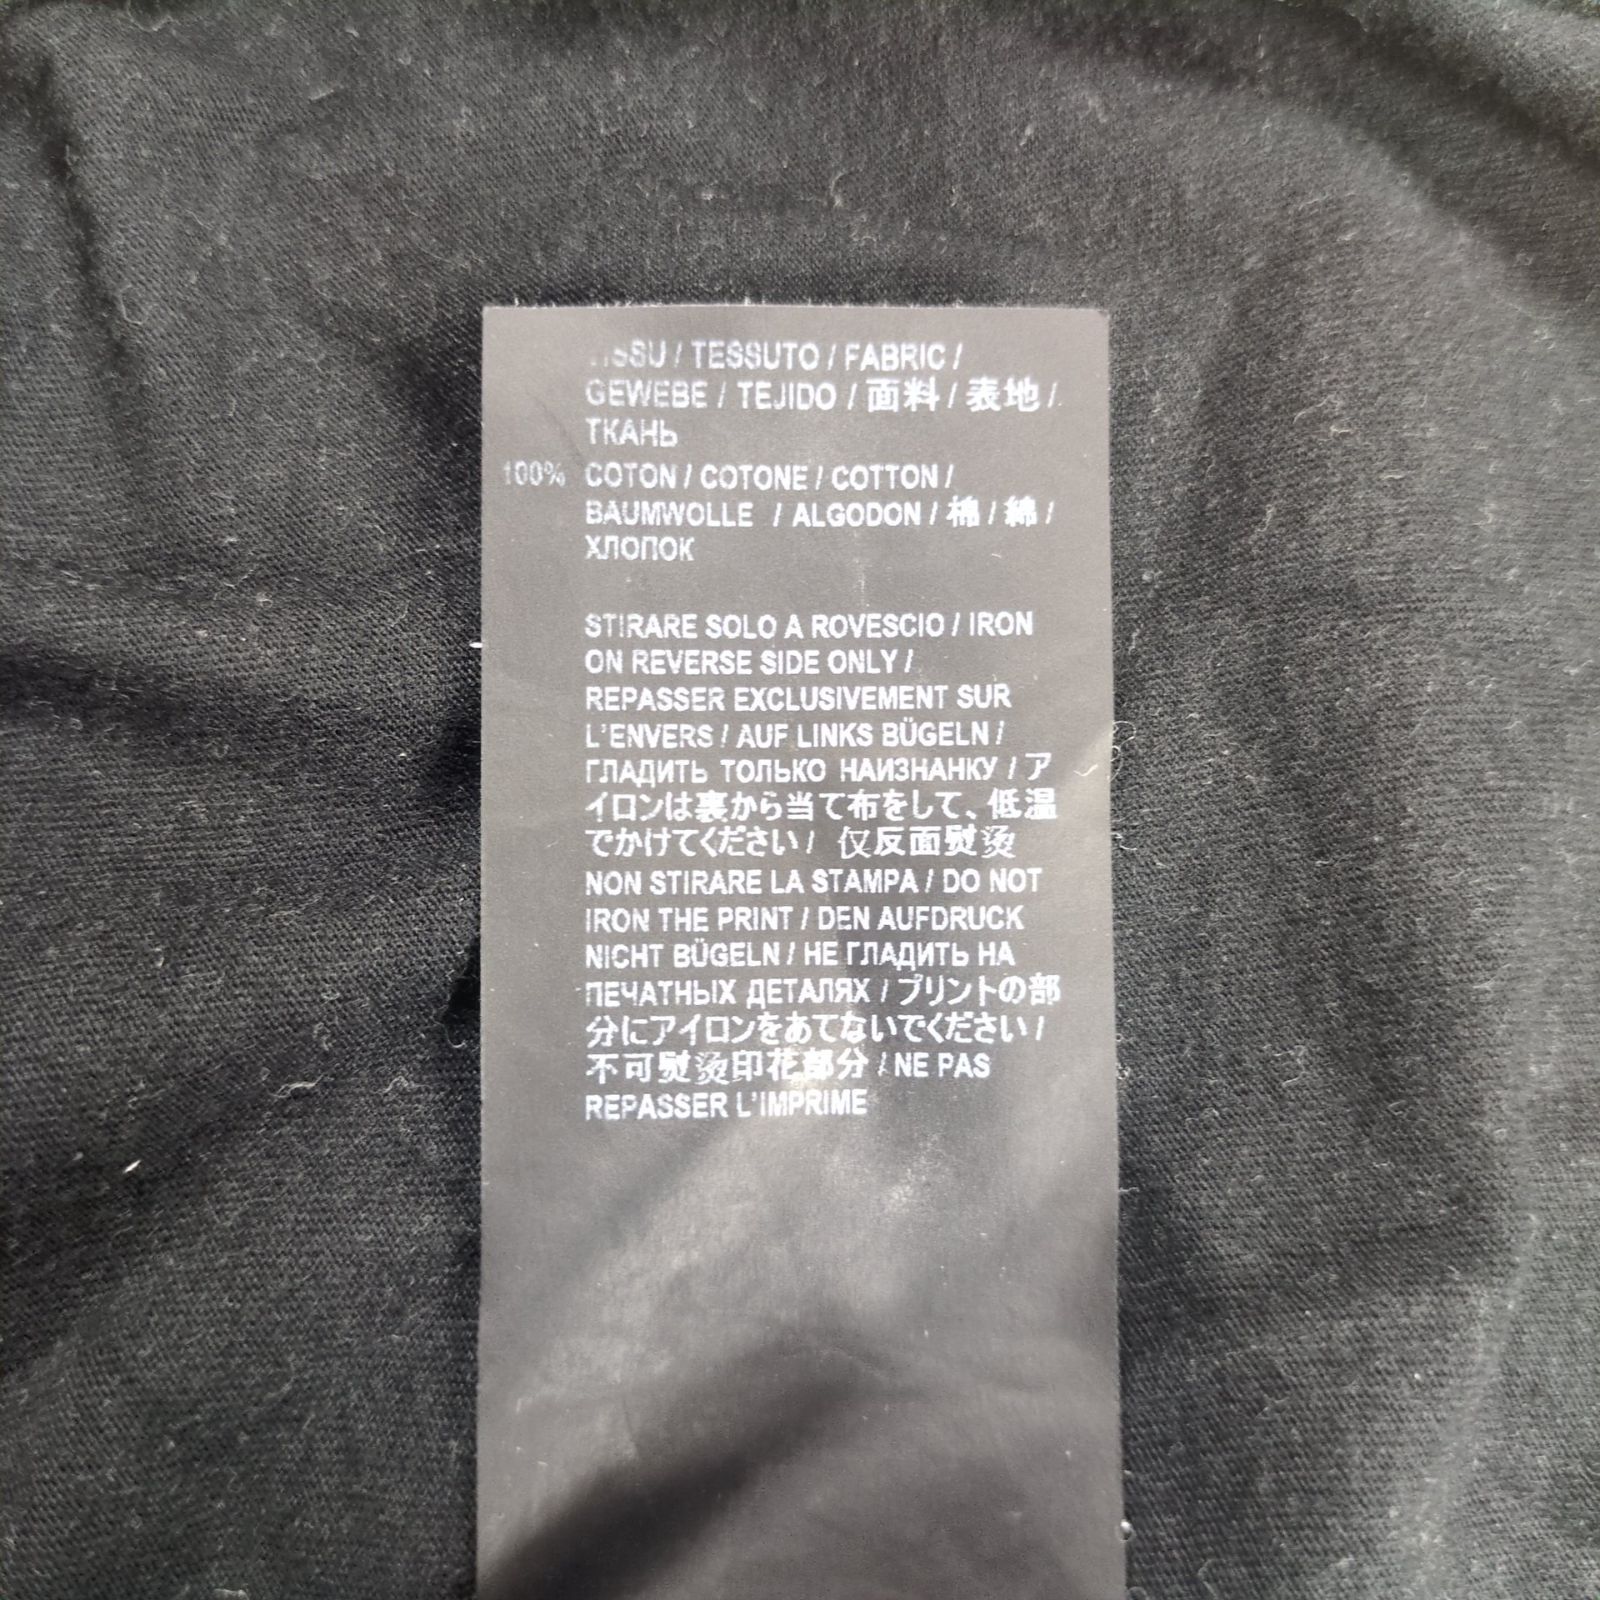 TISSU / TESSUTO / FABRIC /
GEWEBE / TEJIDO / 面料 / 表地 /
ТКАНЬ
100% COTON / COTONE / COTTON /
BAUMWOLLE / ALGODON / 棉 / 綿 /
ХЛОПОК
STIRARE SOLO A ROVESCIO / IRON
ON REVERSE SIDE ONLY /
REPASSER EXCLUSIVEMENT SUR
L'ENVERS / AUF LINKS BÜGELN /
ГЛАДИТЬ ТОЛЬКО НАИЗНАНКУ / ア
イロンは裏から当て布をして、低温
でかけてください / 仅反面熨烫
NON STIRARE LA STAMPA / DO NOT
IRON THE PRINT / DEN AUFDRUCK
NICHT BÜGELN / НЕ ГЛАДИТЬ НА
ПЕЧАТНЫХ ДЕТАЛЯХ / プリントの部
分にアイロンをあてないでください /
不可熨烫印花部分 / NE PAS
REPASSER L'IMPRIME